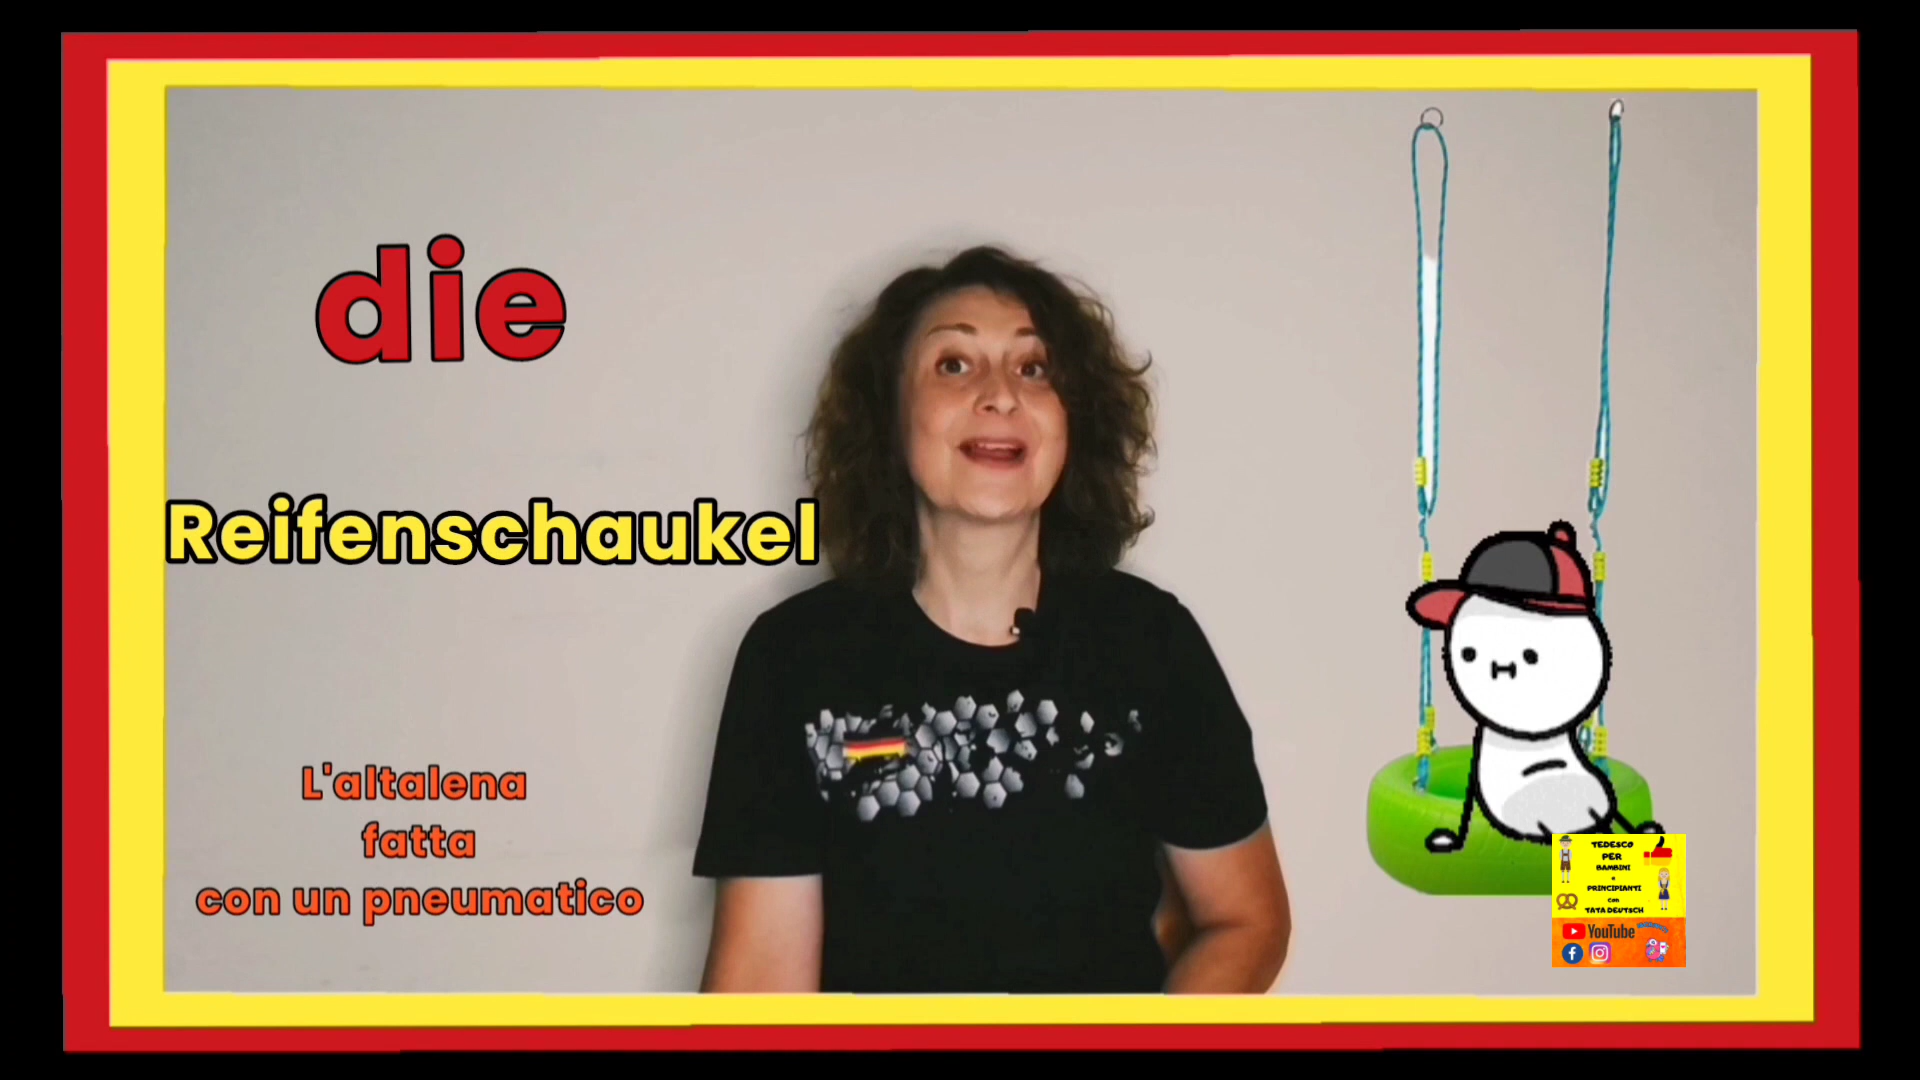 die
Reifenschaukel
L'altalena
fatta
con un pneumatico
TEDESCO
PER
BAMBINI
e
PRINCIPIANTI
con
TATA DEUTSCH
YouTube